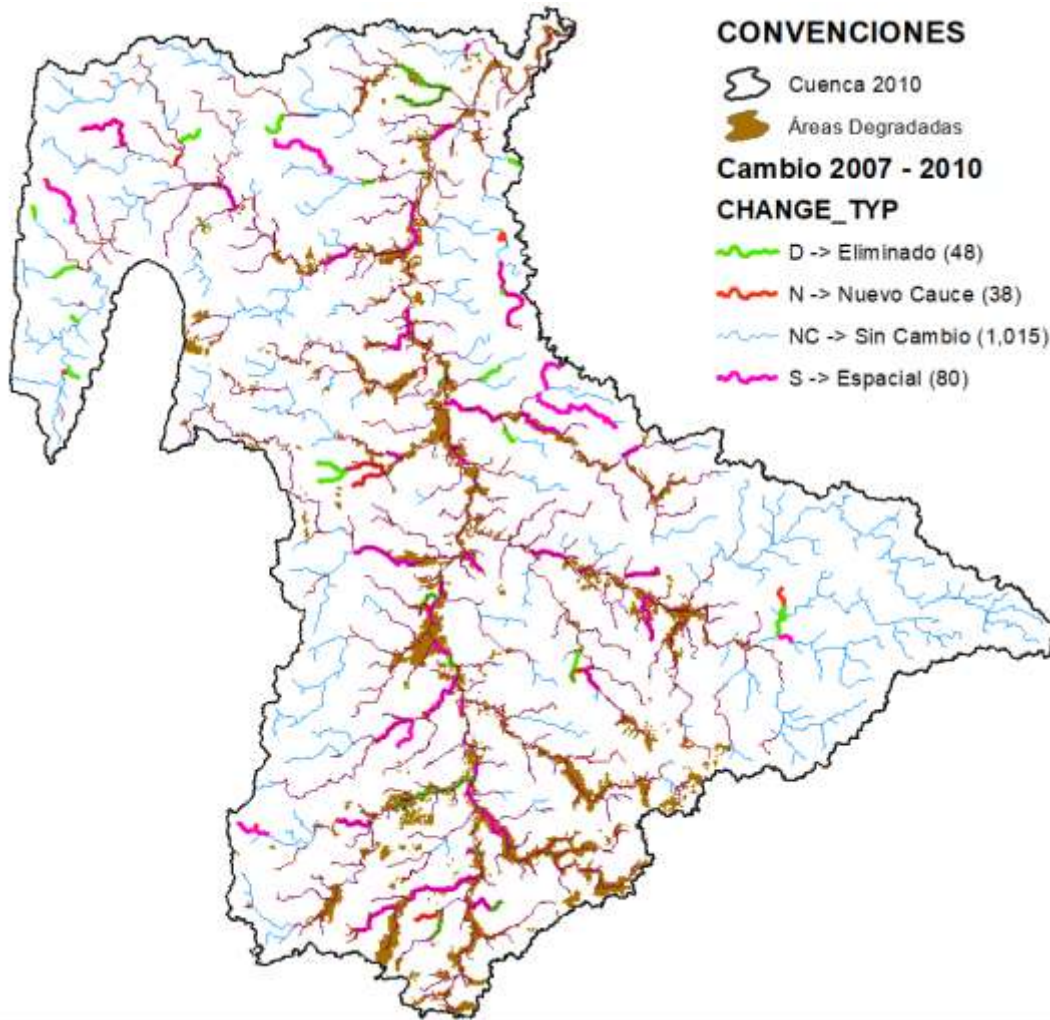 CONVENCIONES
Cuenca 2010
Áreas Degradadas
Cambio 2007 - 2010
CHANGE_TYP
D -> Eliminado (48)
N -> Nuevo Cauce (38)
NC -> Sin Cambio (1,015)
S -> Espacial (80)